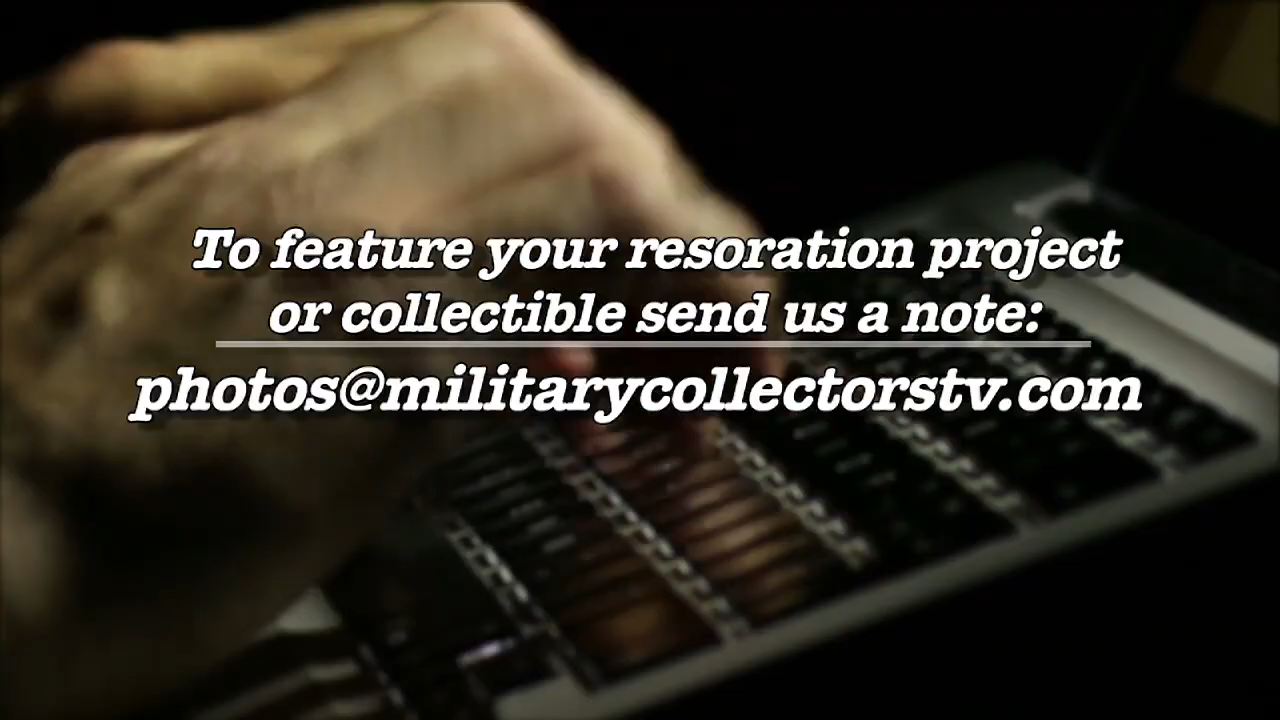 To feature your resoration project
or collectible send us a note:
photos@militarycollectorstv.com